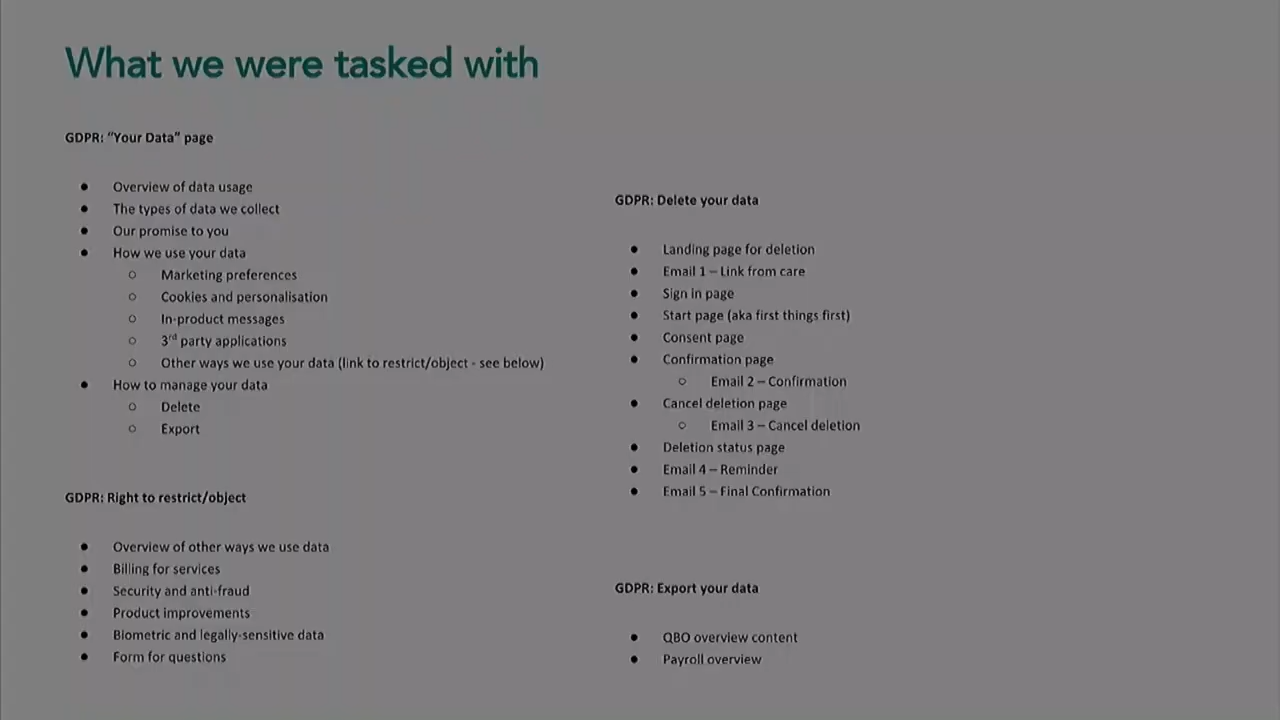 What we were tasked with
GDPR: “Your Data” page
● Overview of data usage
● The types of data we collect
● Our promise to you
● How we use your data
○ Marketing preferences
○ Cookies and personalisation
○ In-product messages
○ 3rd party applications
○ Other ways we use your data (link to restrict/object - see below)
● How to manage your data
○ Delete
○ Export
GDPR: Right to restrict/object
● Overview of other ways we use data
● Billing for services
● Security and anti-fraud
● Product improvements
● Biometric and legally-sensitive data
● Form for questions
GDPR: Delete your data
● Landing page for deletion
● Email 1 – Link from care
● Sign in page
● Start page (aka first things first)
● Consent page
● Confirmation page
○ Email 2 – Confirmation
● Cancel deletion page
○ Email 3 – Cancel deletion
● Deletion status page
● Email 4 – Reminder
● Email 5 – Final Confirmation
GDPR: Export your data
● QBO overview content
● Payroll overview